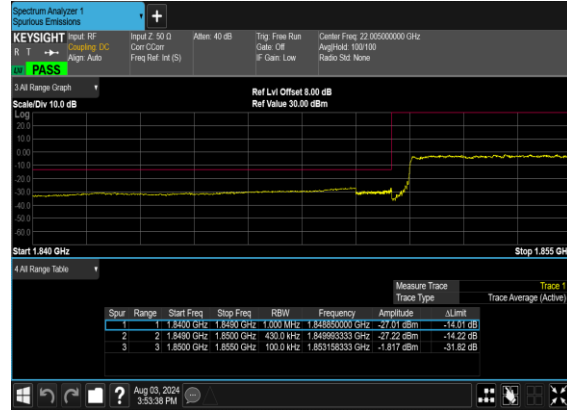 Spectrum Analyzer 1
Spurious Emissions
KEYSIGHT Input: RF Input Z: 50 Ω Atten: 40 dB Trig: Free Run Center Freq: 22.005000000 GHz
R T Coupling: DC Corr CCorr Gate: Off Avg|Hold: 100/100
Align: Auto Freq Ref: Int (S) IF Gain: Low Radio Std: None
PASS
3 All Range Graph
Ref Lvl Offset 8.00 dB
Scale/Div 10.0 dB Ref Value 30.00 dBm
Log
20.0
10.0
0.00
-10.0
-20.0
-30.0
-40.0
-50.0
-60.0
Start 1.840 GHz Stop 1.855 GH
4 All Range Table
Measure Trace Trace 1
Trace Type Trace Average (Active)
Spur Range Start Freq Stop Freq RBW Frequency Amplitude ΔLimit
1 1 1.8400 GHz 1.8490 GHz 1.000 MHz 1.848850000 GHz -27.01 dBm -14.01 dB
2 2 1.8490 GHz 1.8500 GHz 430.0 kHz 1.849993333 GHz -27.22 dBm -14.22 dB
3 3 1.8500 GHz 1.8550 GHz 100.0 kHz 1.853158333 GHz -1.817 dBm -31.82 dB
Aug 03, 2024
3:53:38 PM